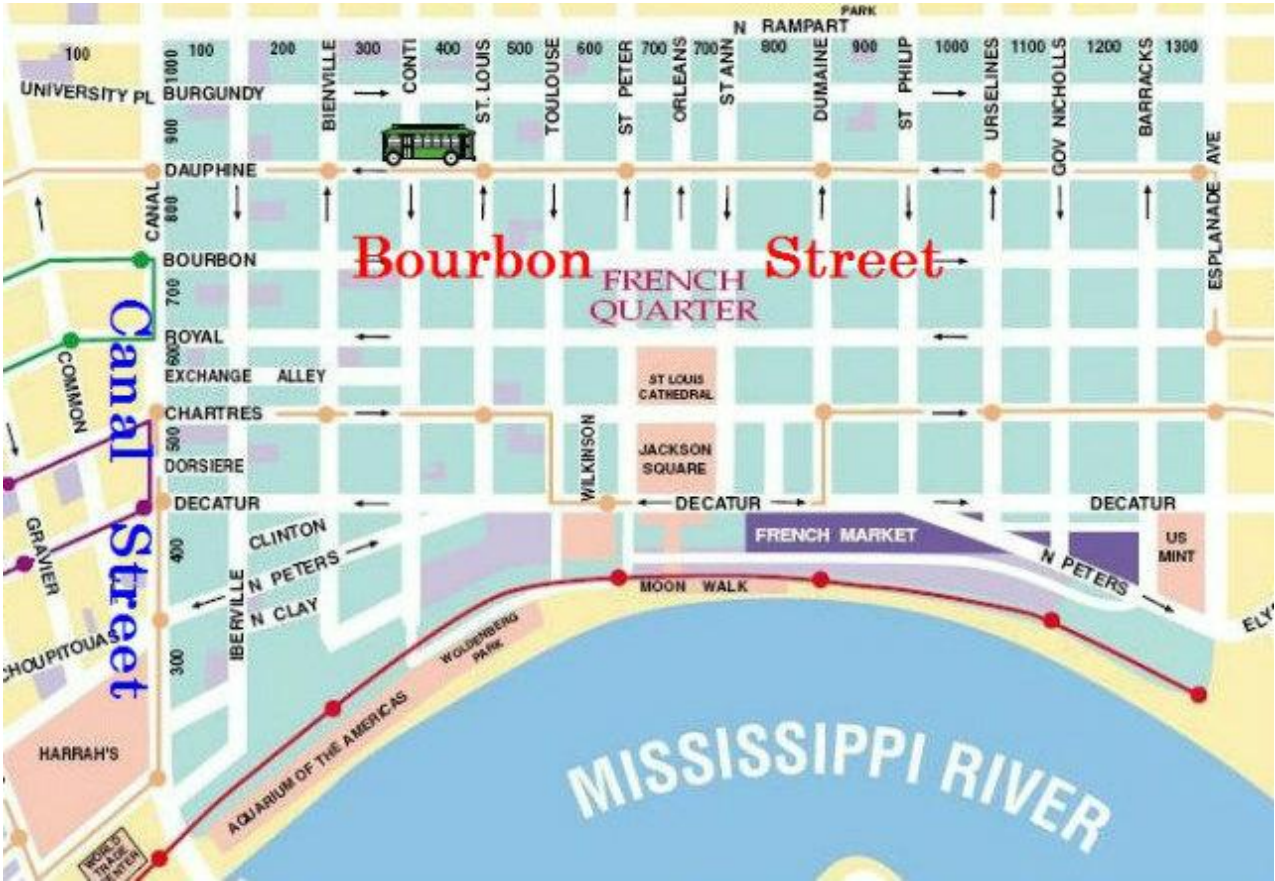 PARK
N RAMPART
100
1000
100
200
300
400
500
600
700
700
800
900
1000
1100
1200
1300
BIENVILLE
CONTI
ST. LOUIS
TOULOUSE
ST PETER
ORLEANS
ST ANN
DUMAINE
ST PHILIP
URSELINES
GOV NICHOLLS
BARRACKS
UNIVERSITY PL
BURGUNDY
900
DAUPHINE
ESPLANADE AVE
CANAL
800
Bourbon Street
BOURBON
FRENCH
QUARTER
700
Canal Street
ROYAL
600
COMMON
EXCHANGE ALLEY
ST LOUIS
CATHEDRAL
CHARTRES
500
WILKINSON
JACKSON
SQUARE
DORSIERE
DECATUR
DECATUR
DECATUR
GRAVIER
400
CLINTON
FRENCH MARKET
US
MINT
N PETERS
N PETERS
MOON WALK
N CLAY
IBERVILLE
CHOUPITOUAS
300
WOLDENBERG
PARK
HARRAH'S
AQUARIUM OF THE AMERICAS
MISSISSIPPI RIVER
WORLD
TRADE
CENTER